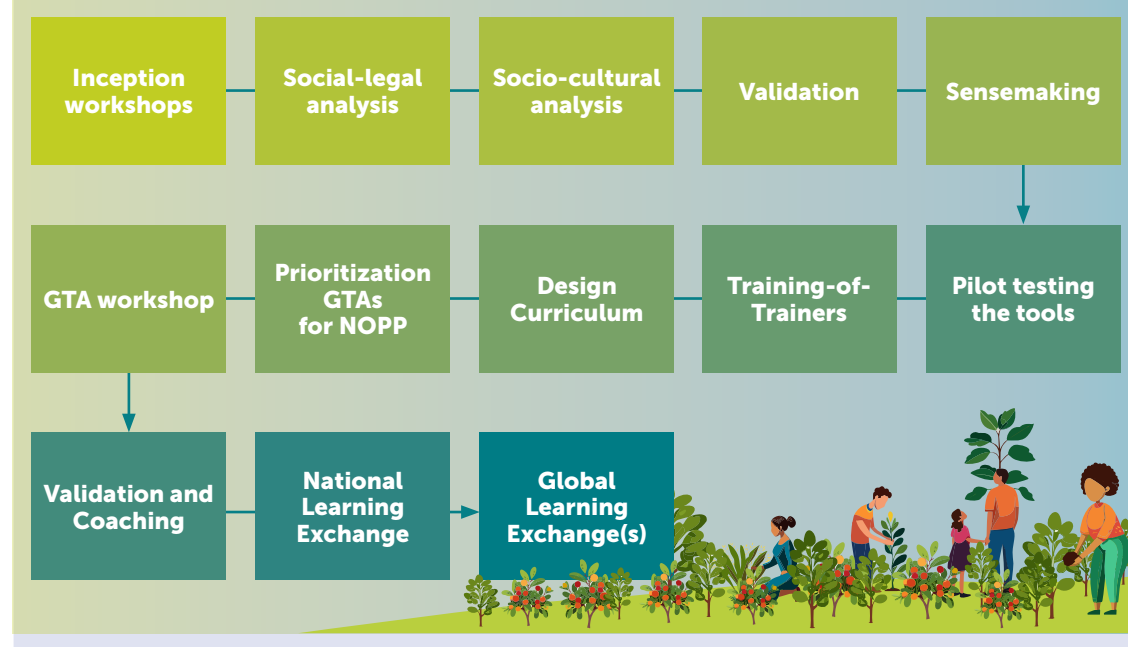 Inception
workshops
Social-legal
analysis
Socio-cultural
analysis
Validation
Sensemaking
GTA workshop
Prioritization
GTAs
for NOPP
Design
Curriculum
Training-of-
Trainers
Pilot testing
the tools
Validation and
Coaching
National
Learning
Exchange
Global
Learning
Exchange(s)